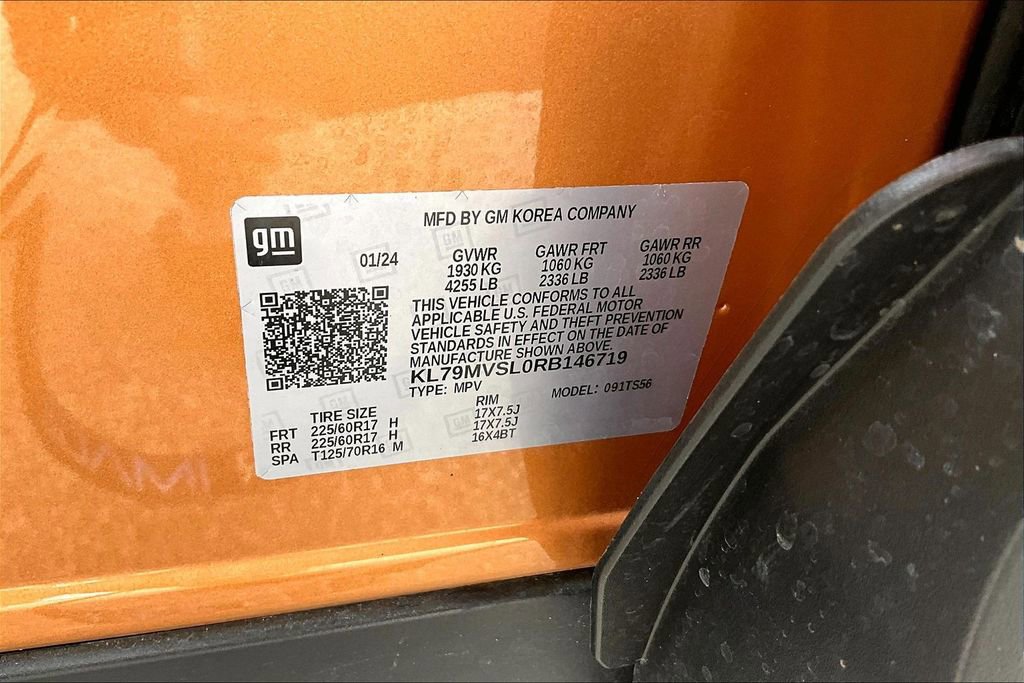 MFD BY GM KOREA COMPANY
gm
01/24
GVWR GAWR FRT GAWR RR
1930 KG 1060 KG 1060 KG
4255 LB 2336 LB 2336 LB
THIS VEHICLE CONFORMS TO ALL
APPLICABLE U.S. FEDERAL MOTOR
VEHICLE SAFETY AND THEFT PREVENTION
STANDARDS IN EFFECT ON THE DATE OF
MANUFACTURE SHOWN ABOVE.
KL79MVSL0RB146719
TYPE: MPV MODEL: 091TS56
TIRE SIZE RIM
FRT 225/60R17 H 17X7.5J
RR 225/60R17 H 17X7.5J
SPA T125/70R16 M 16X4BT